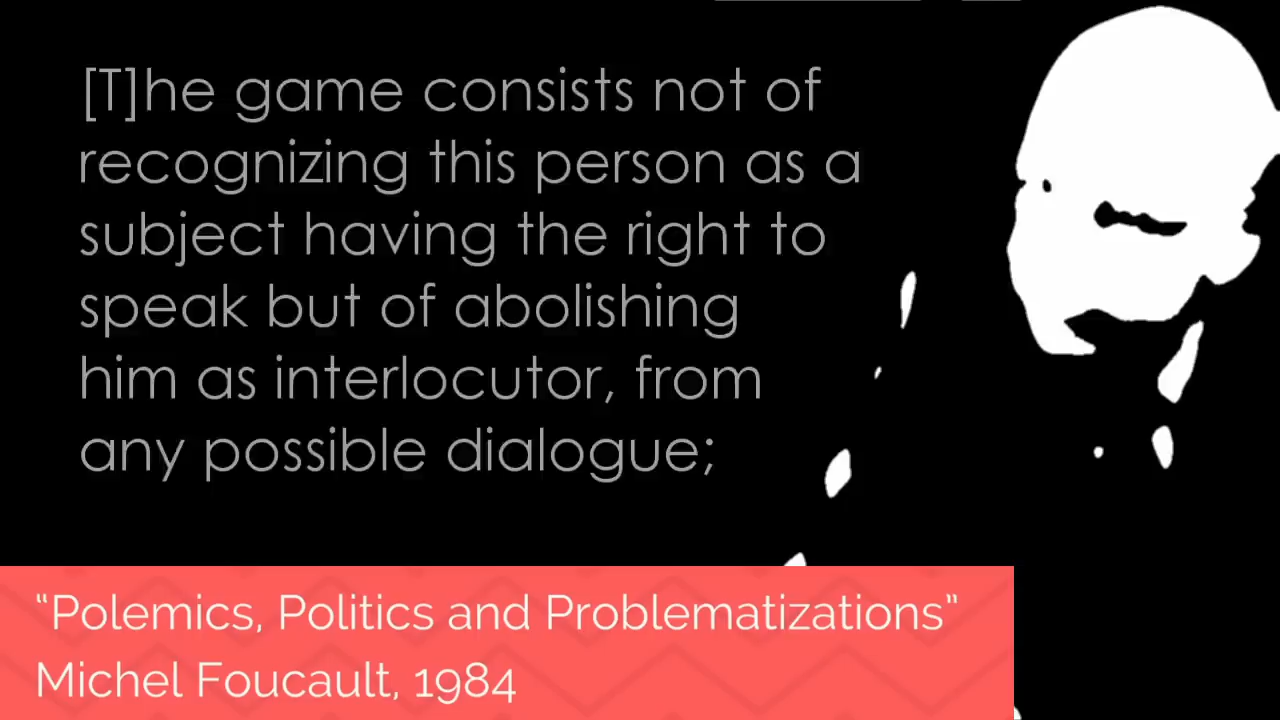 [T]he game consists not of
recognizing this person as a
subject having the right to
speak but of abolishing
him as interlocutor, from
any possible dialogue;
“Polemics, Politics and Problematizations”
Michel Foucault, 1984